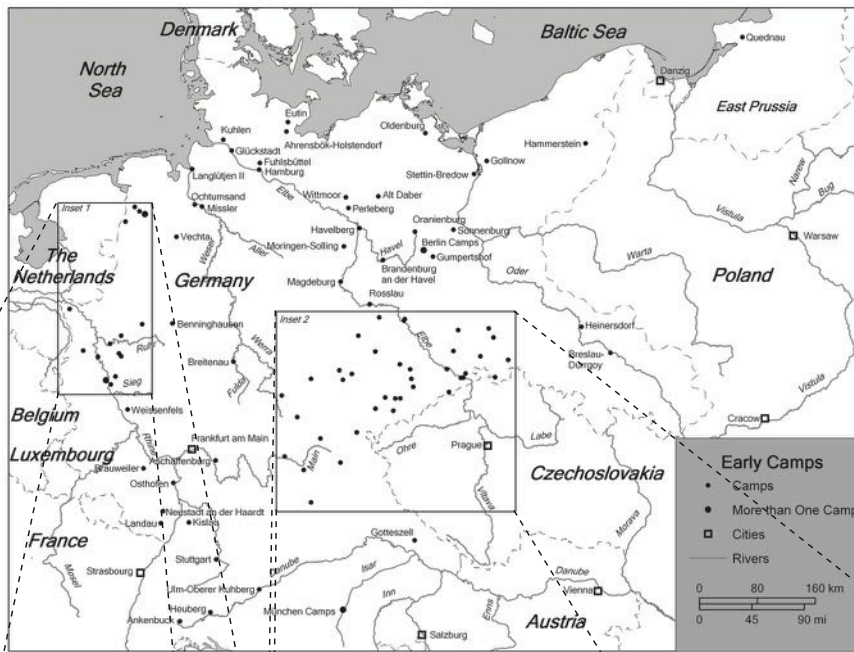 Denmark
Baltic Sea
North
Sea
Quednau
Danzig
East Prussia
Eutin
Ahrensbök-Holstendorf
Oldenburg
Kuhlen
Glückstadt
Fuhlsbüttel
Hamburg
Hammerstein
Gollnow
Stettin-Bredow
Langlütjen II
Elbe
Wittmoor
Alt Daber
Perleberg
Narew
Bug
Ochtumsand
Missler
Inset 1
Vechta
Weser
Aller
Havelberg
Oranienburg
Sonnenburg
Moringen-Solling
Havel
Berlin Camps
Gumpertshof
Brandenburg
an der Havel
Vistula
Warsaw
Warta
Oder
Poland
The
Netherlands
Germany
Magdeburg
Rosslau
Inset 2
Elbe
Benninghausen
Ruhr
Werra
Breitenau
Fulda
Heinersdorf
Breslau-
Dürrgoy
Sieg
Vistula
Belgium
Weissenfels
Cracow
Luxembourg
Rhine
Frankfurt am Main
Aschaffenburg
Main
Ohre
Prague
Labe
Brauweiler
Osthofen
Czechoslovakia
Vltava
Morava
Neustadt an der Haardt
Landau
Kislau
France
Mosel
Strasbourg
Stuttgart
Gotteszell
Danube
Isar
Ulm-Oberer Kuhberg
Inn
Enns
Danube
Vienna
Heuberg
Ankenbuck
München Camps
Salzburg
Austria
Early Camps
Camps
More than One Camp
Cities
Rivers
0 80 160 km
0 45 90 mi